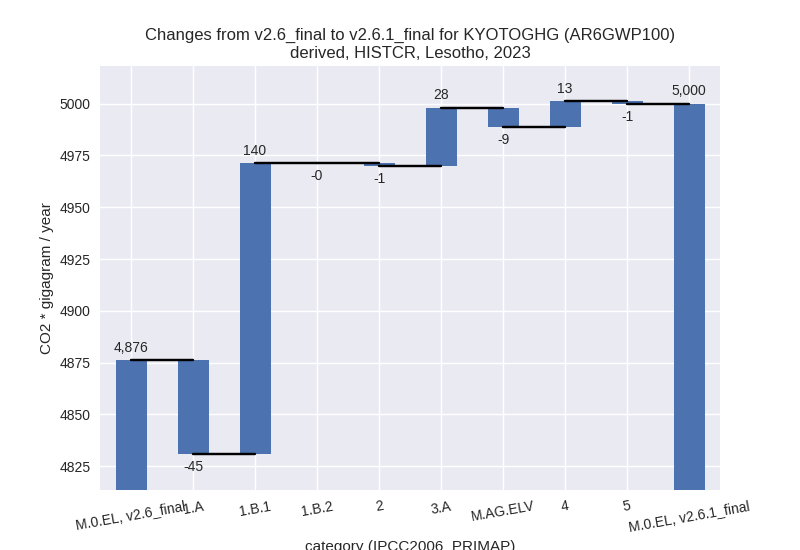 Changes from v2.6_final to v2.6.1_final for KYOTOGHG (AR6GWP100)
derived, HISTCR, Lesotho, 2023
CO2 * gigagram / year
5000
4975
4950
4925
4900
4875
4850
4825
4,876
-45
140
-0
-1
28
-9
13
-1
5,000
M.0.EL, v2.6_final
1.A
1.B.1
1.B.2
2
3.A
M.AG.ELV
4
5
M.0.EL, v2.6.1_final
category (IPCC2006_PRIMAP)